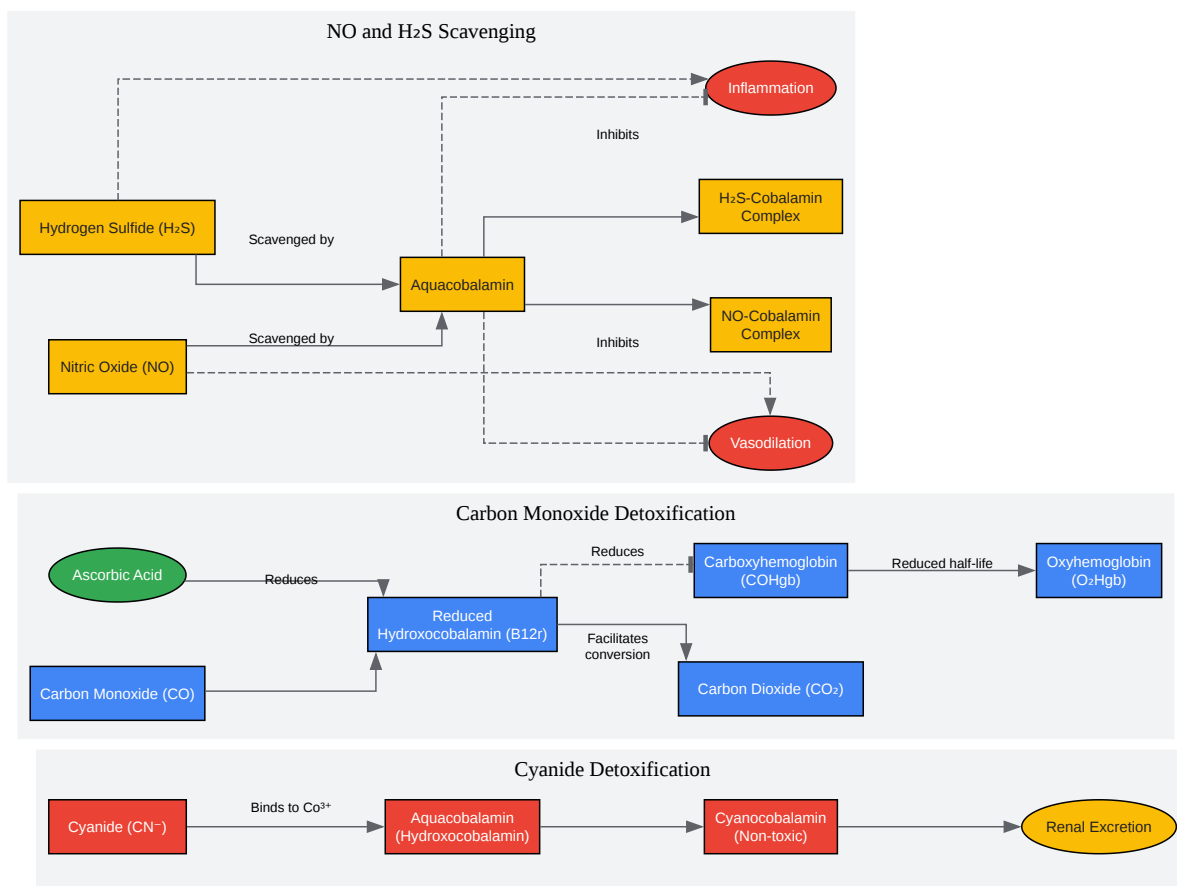 NO and H₂S Scavenging
Inflammation
Inhibits
H₂S-Cobalamin
Complex
Hydrogen Sulfide (H₂S)
Scavenged by
Aquacobalamin
NO-Cobalamin
Complex
Scavenged by
Inhibits
Nitric Oxide (NO)
Vasodilation
Carbon Monoxide Detoxification
Ascorbic Acid
Reduces
Reduces
Carboxyhemoglobin
(COHgb)
Reduced half-life
Oxyhemoglobin
(O₂Hgb)
Reduced
Hydroxocobalamin (B12r)
Facilitates
conversion
Carbon Monoxide (CO)
Carbon Dioxide (CO₂)
Cyanide Detoxification
Cyanide (CN⁻)
Binds to Co³⁺
Aquacobalamin
(Hydroxocobalamin)
Cyanocobalamin
(Non-toxic)
Renal Excretion